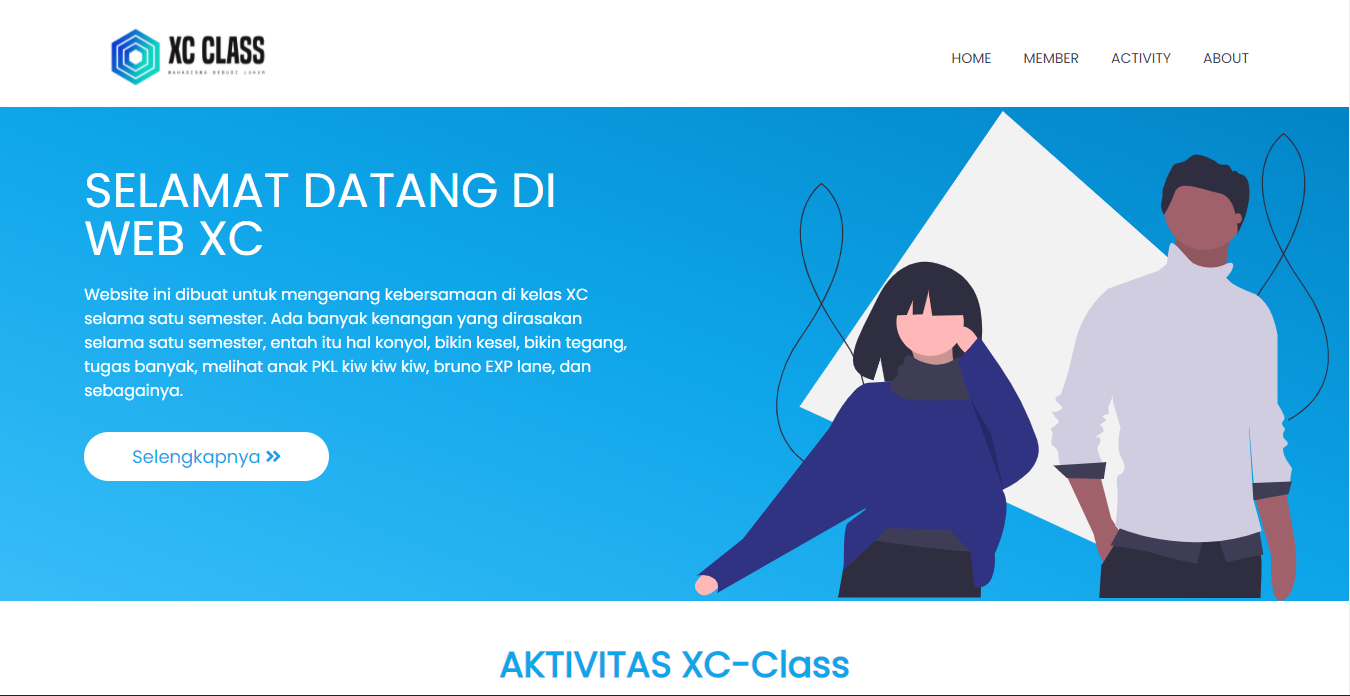 XC CLASS
MAHASISWA BEBUDI LUHUR
HOME MEMBER ACTIVITY ABOUT
SELAMAT DATANG DI
WEB XC
Website ini dibuat untuk mengenang kebersamaan di kelas XC
selama satu semester. Ada banyak kenangan yang dirasakan
selama satu semester, entah itu hal konyol, bikin kesel, bikin tegang,
tugas banyak, melihat anak PKL kiw kiw kiw, bruno EXP lane, dan
sebagainya.
Selengkapnya
AKTIVITAS XC-Class